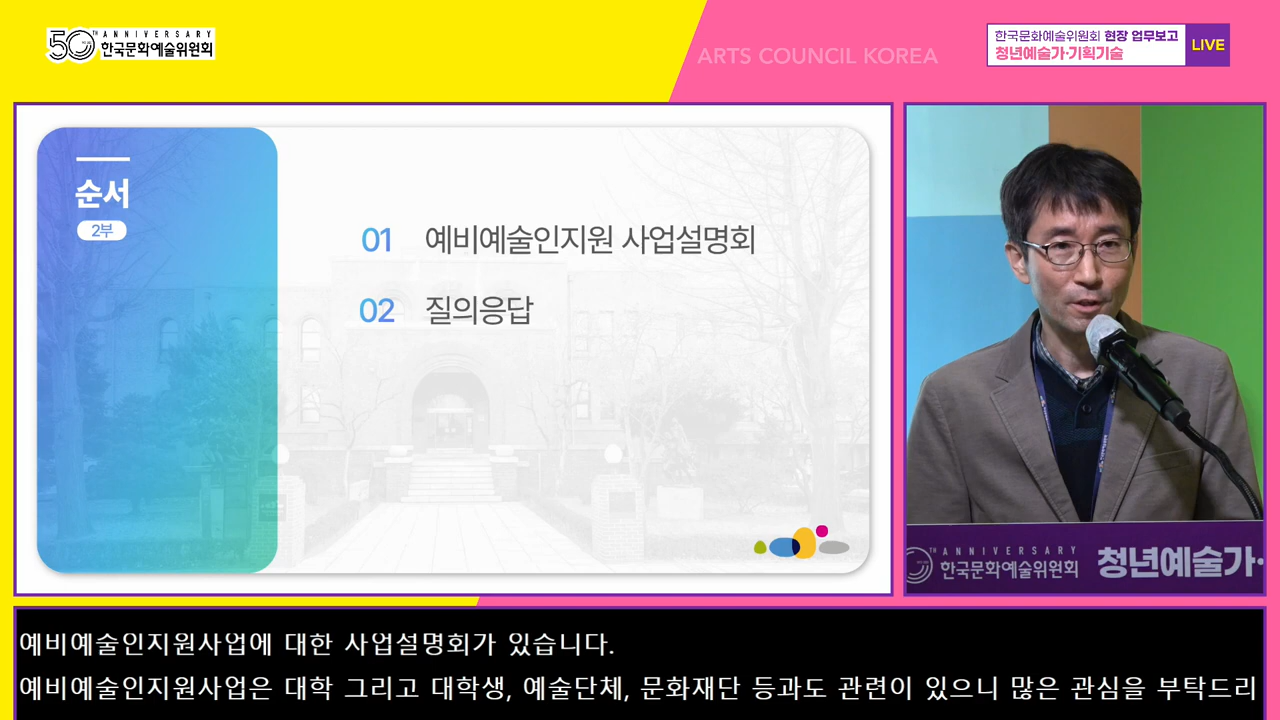 50TH ANNIVERSARY
한국문화예술위원회
ARTS COUNCIL KOREA
한국문화예술위원회 현장 업무보고
청년예술가·기획기술
LIVE
순서
2부
01 예비예술인지원 사업설명회
02 질의응답
TH ANNIVERSARY
한국문화예술위원회
청년예술가·
예비예술인지원사업에 대한 사업설명회가 있습니다.
예비예술인지원사업은 대학 그리고 대학생, 예술단체, 문화재단 등과도 관련이 있으니 많은 관심을 부탁드리